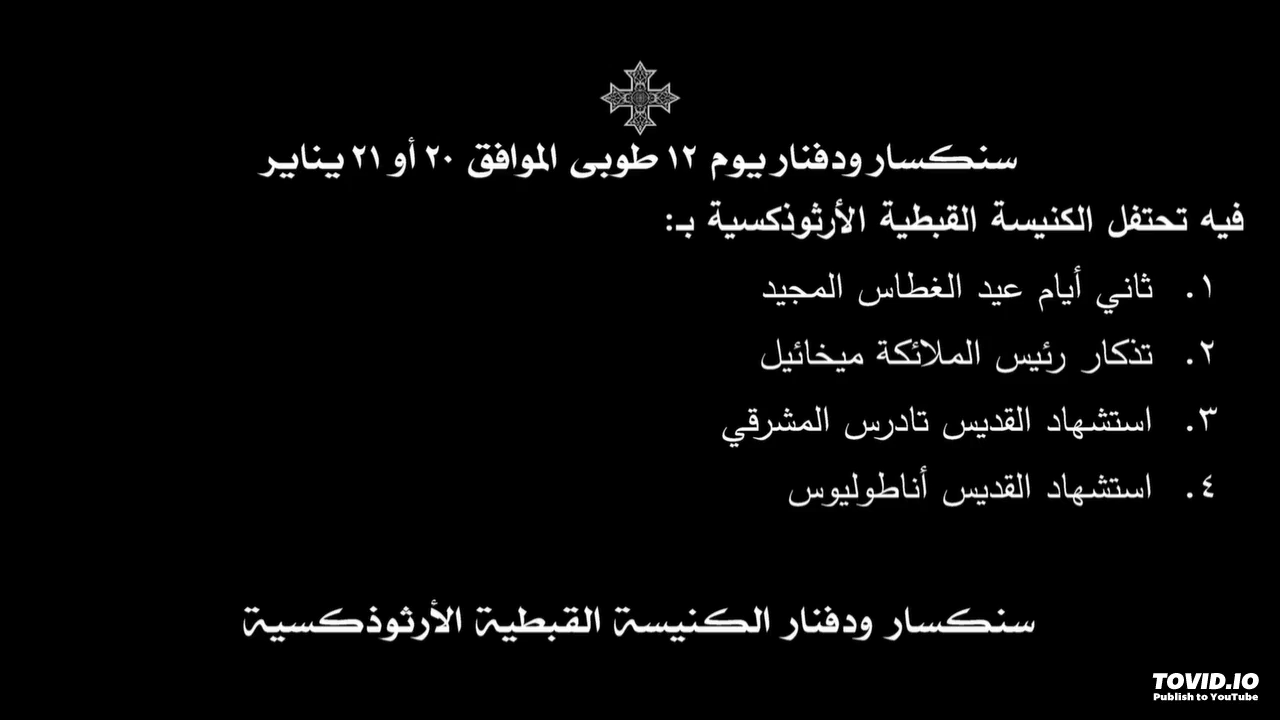 سنكسار ودفنار يوم ١٢ طوبى الموافق ٢٠ أو ٢١ يناير
فيه تحتفل الكنيسة القبطية الأرثوذكسية بـ:
١. ثاني أيام عيد الغطاس المجيد
٢. تذكار رئيس الملائكة ميخائيل
٣. استشهاد القديس تادرس المشرقي
٤. استشهاد القديس أناطوليوس
سنكسار ودفنار الكنيسة القبطية الأرثوذكسية
TOVID.IO
Publish to YouTube